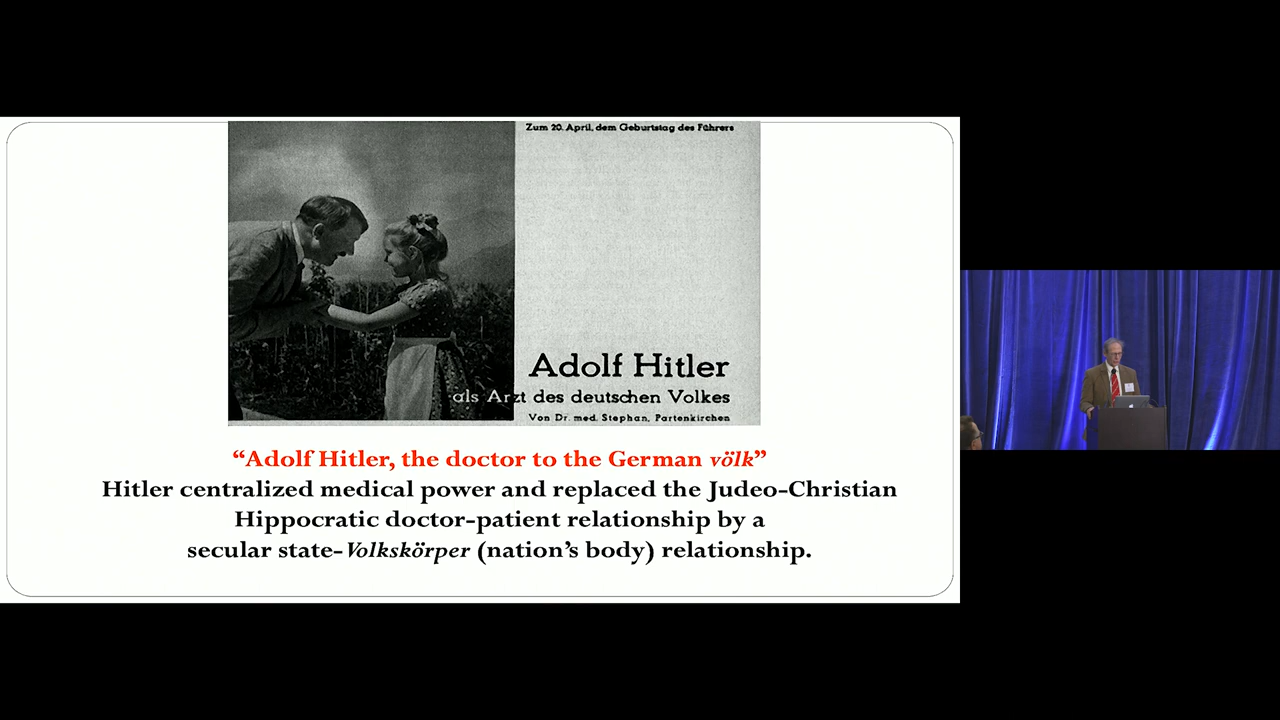 Zum 20. April, dem Geburtstag des Führers
Adolf Hitler
als Arzt des deutschen Volkes
Von Dr. med. Stephan, Partenkirchen
“Adolf Hitler, the doctor to the German völk”
Hitler centralized medical power and replaced the Judeo-Christian
Hippocratic doctor-patient relationship by a
secular state-Volkskörper (nation’s body) relationship.